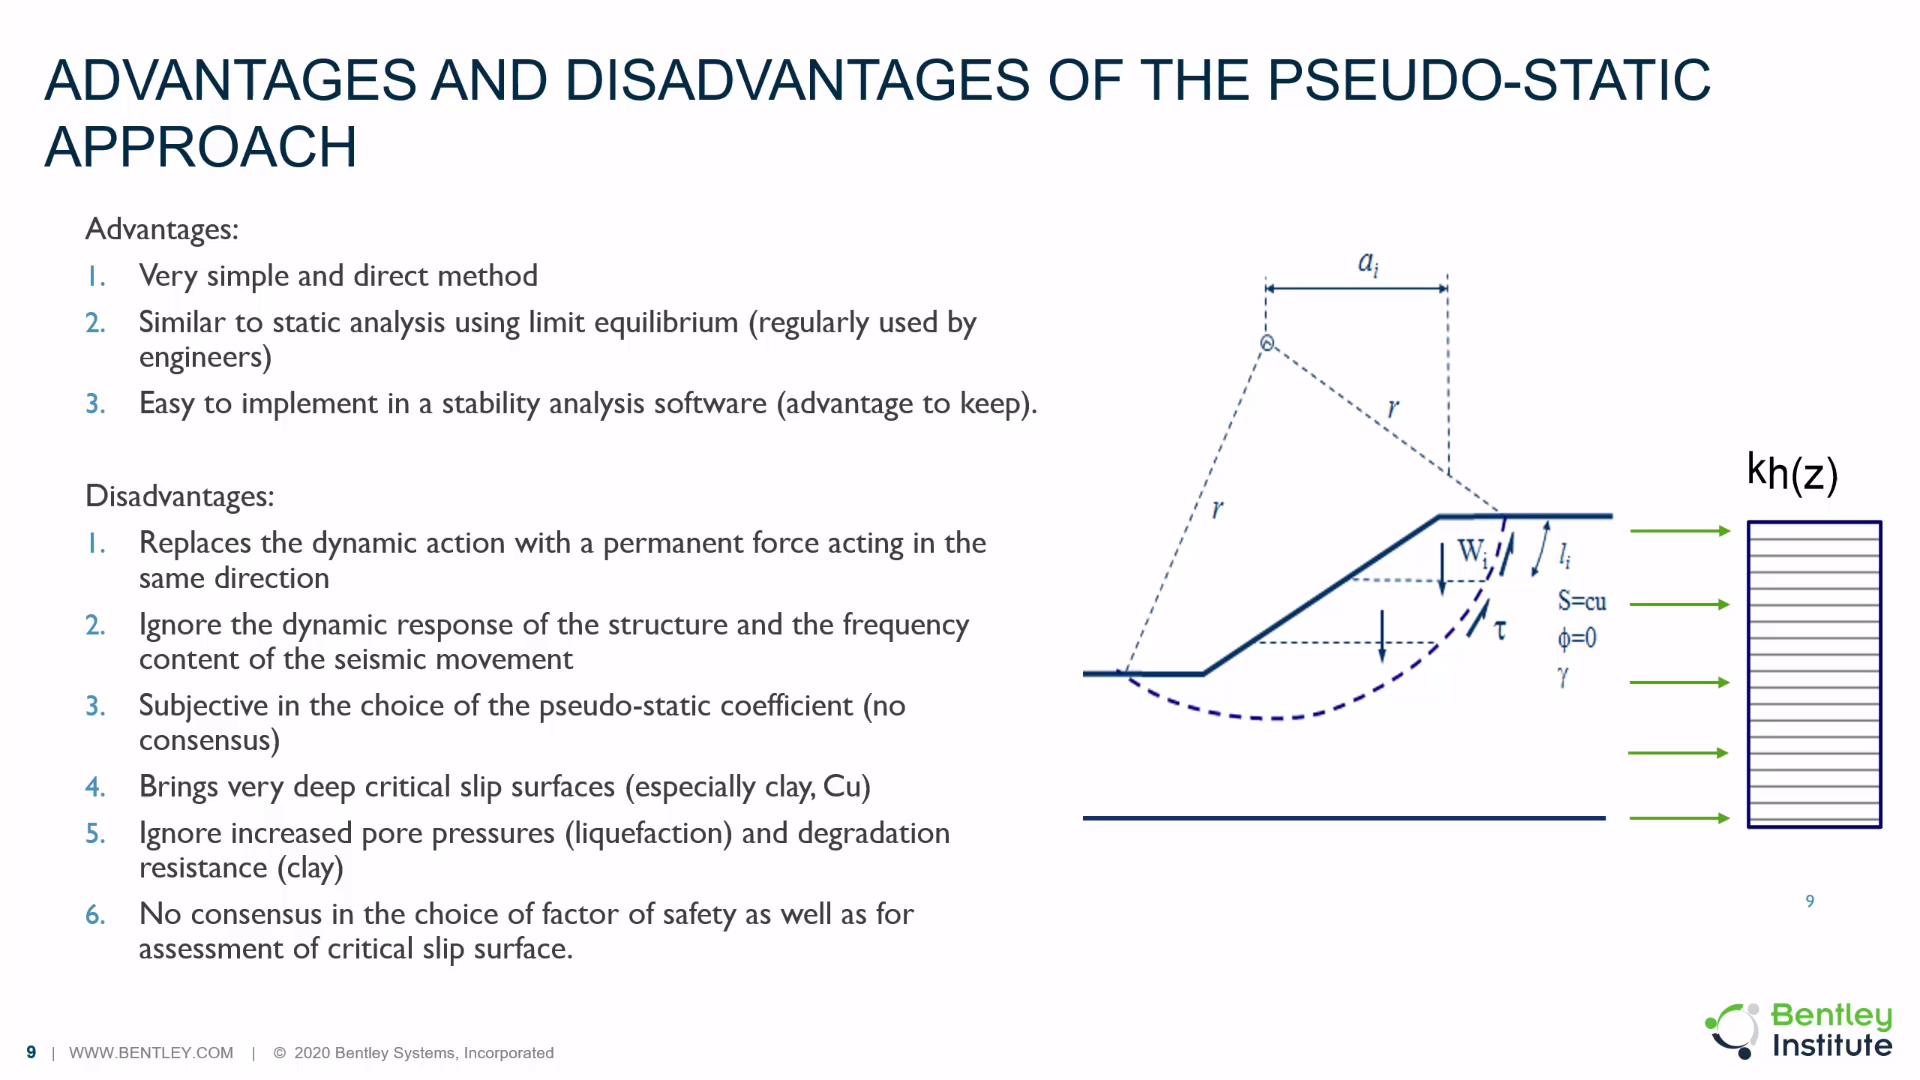 ADVANTAGES AND DISADVANTAGES OF THE PSEUDO-STATIC
APPROACH
Advantages:
1. Very simple and direct method
2. Similar to static analysis using limit equilibrium (regularly used by
engineers)
3. Easy to implement in a stability analysis software (advantage to keep).
Disadvantages:
1. Replaces the dynamic action with a permanent force acting in the
same direction
2. Ignore the dynamic response of the structure and the frequency
content of the seismic movement
3. Subjective in the choice of the pseudo-static coefficient (no
consensus)
4. Brings very deep critical slip surfaces (especially clay, Cu)
5. Ignore increased pore pressures (liquefaction) and degradation
resistance (clay)
6. No consensus in the choice of factor of safety as well as for
assessment of critical slip surface.
ai
r
r
kh(z)
Wi
li
S=cu
τ
ϕ=0
γ
9
Bentley
Institute
9 | WWW.BENTLEY.COM | © 2020 Bentley Systems, Incorporated